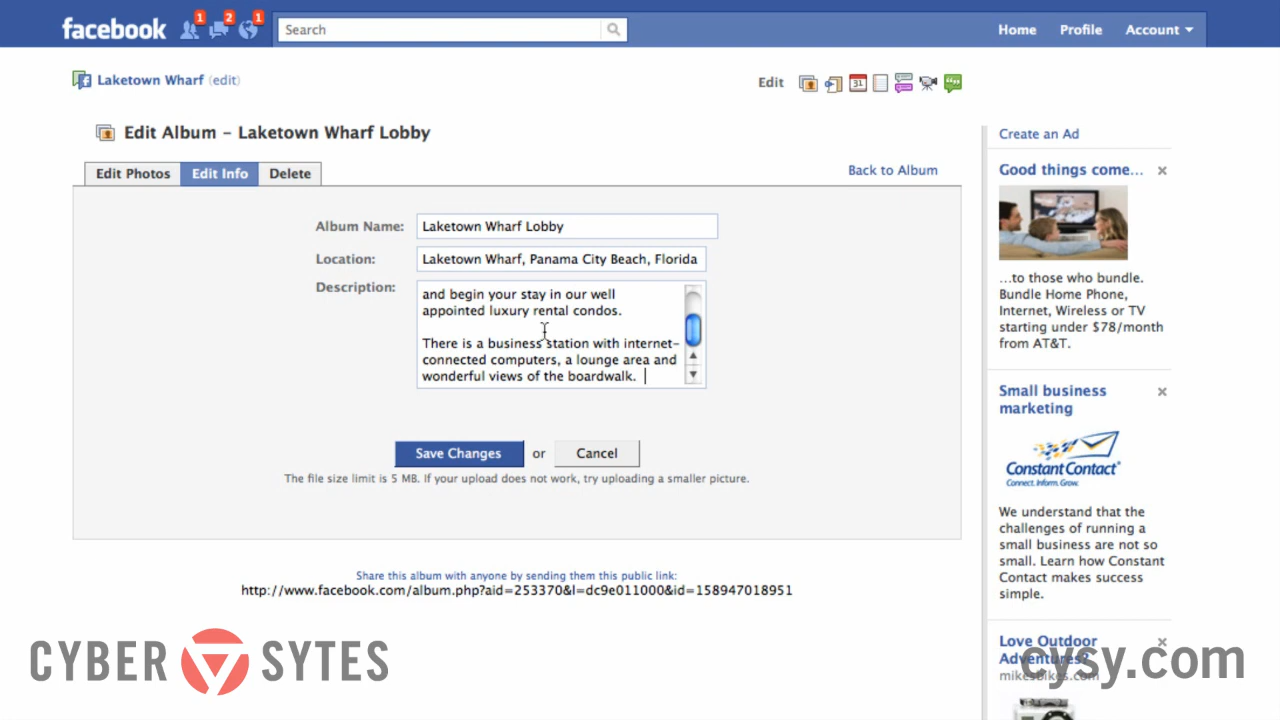 facebook
1
2
1
Search
Home
Profile
Account
Laketown Wharf (edit)
Edit
31
Edit Album – Laketown Wharf Lobby
Edit Photos
Edit Info
Delete
Back to Album
Album Name:
Laketown Wharf Lobby
Location:
Laketown Wharf, Panama City Beach, Florida
Description:
and begin your stay in our well
appointed luxury rental condos.
There is a business station with internet-
connected computers, a lounge area and
wonderful views of the boardwalk.
Save Changes
or
Cancel
The file size limit is 5 MB. If your upload does not work, try uploading a smaller picture.
Share this album with anyone by sending them this public link:
http://www.facebook.com/album.php?aid=253370&l=dc9e011000&id=158947018951
Create an Ad
Good things come...
...to those who bundle.
Bundle Home Phone,
Internet, Wireless or TV
starting under $78/month
from AT&T.
Small business
marketing
Constant Contact®
Connect. Inform. Grow.
We understand that the
challenges of running a
small business are not so
small. Learn how Constant
Contact makes success
simple.
Love Outdoor
Adventures?
mikesbikes.com
CYBER SYTES
cysy.com